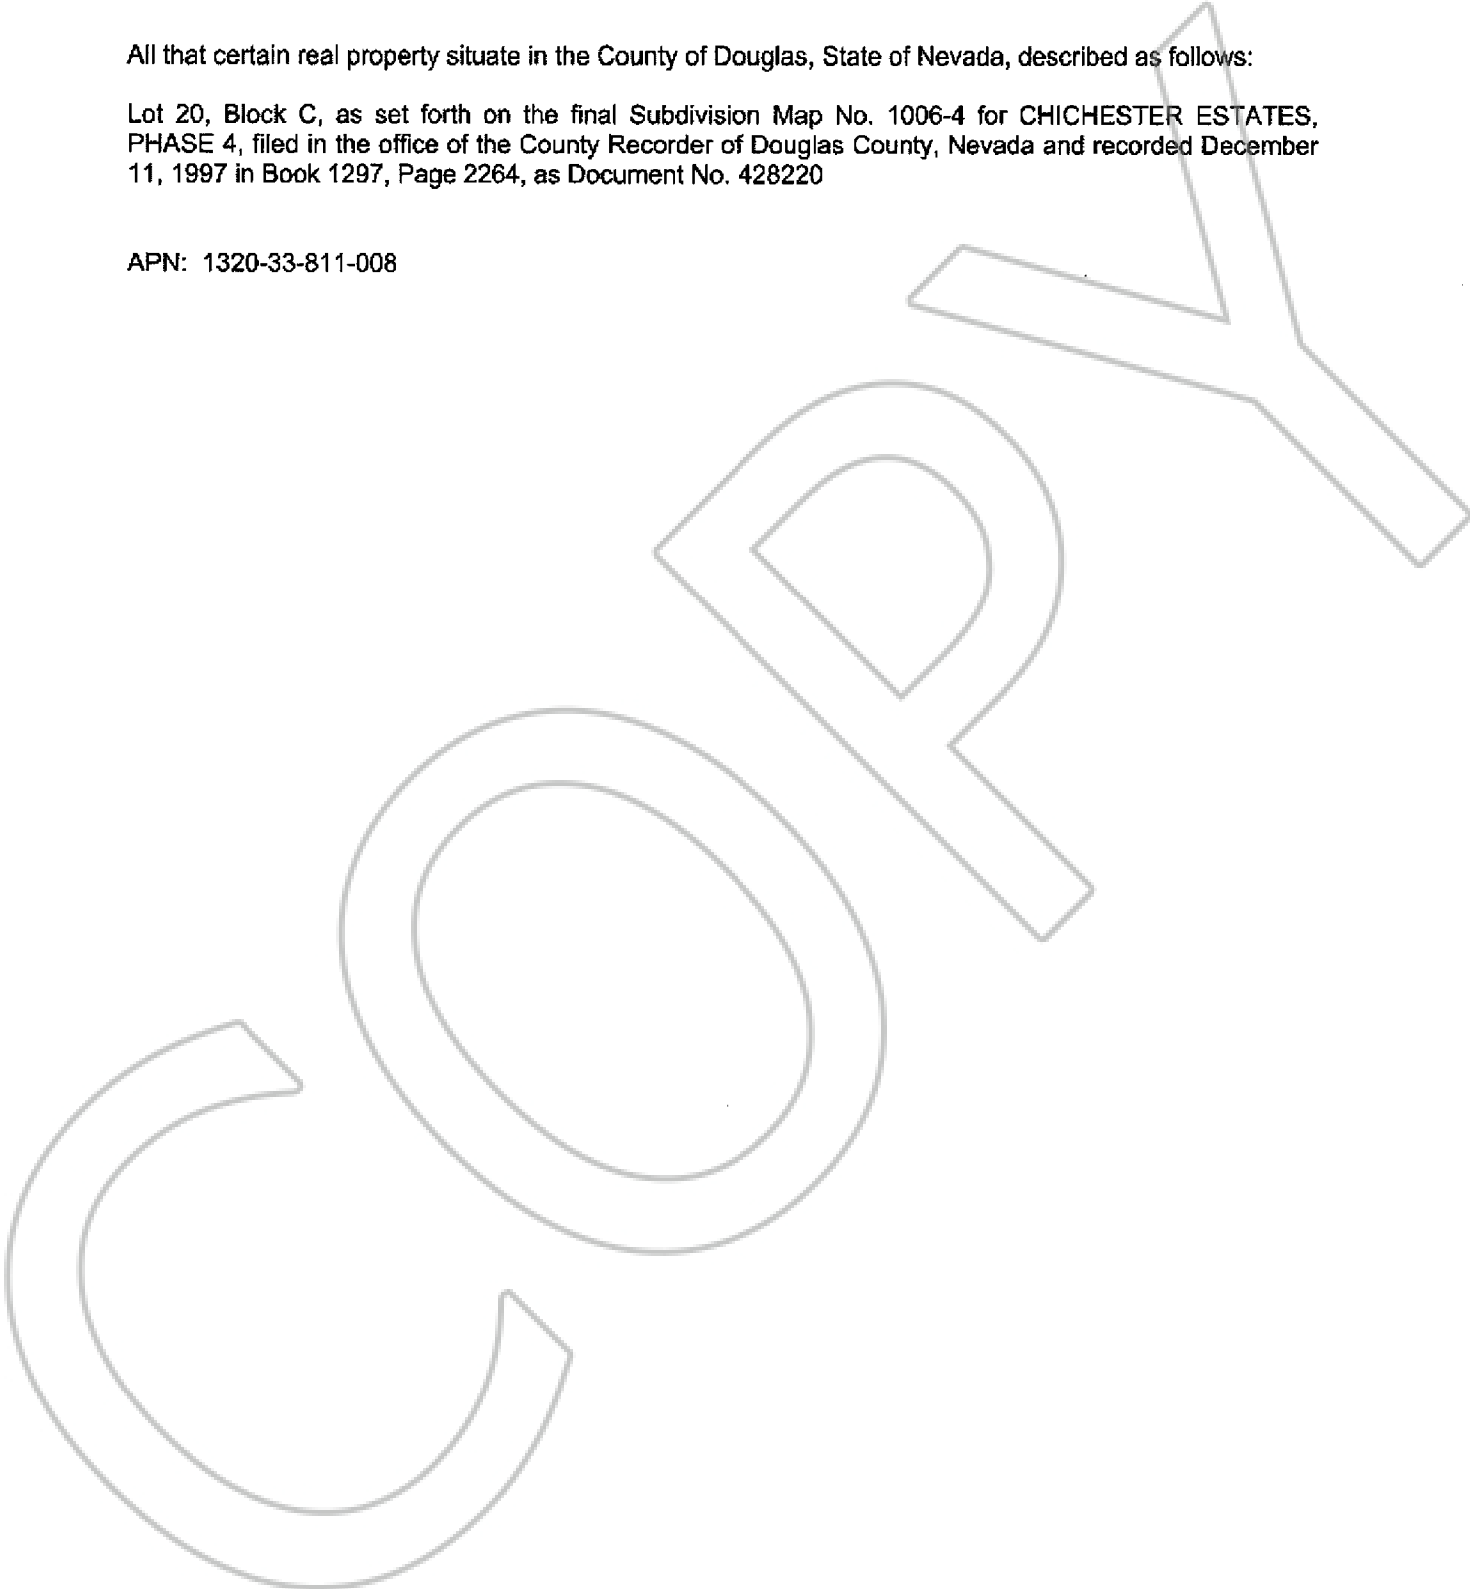 All that certain real property situate in the County of Douglas, State of Nevada, described as follows:
Lot 20, Block C, as set forth on the final Subdivision Map No. 1006-4 for CHICHESTER ESTATES,
PHASE 4, filed in the office of the County Recorder of Douglas County, Nevada and recorded December
11, 1997 in Book 1297, Page 2264, as Document No. 428220
APN: 1320-33-811-008
COPY